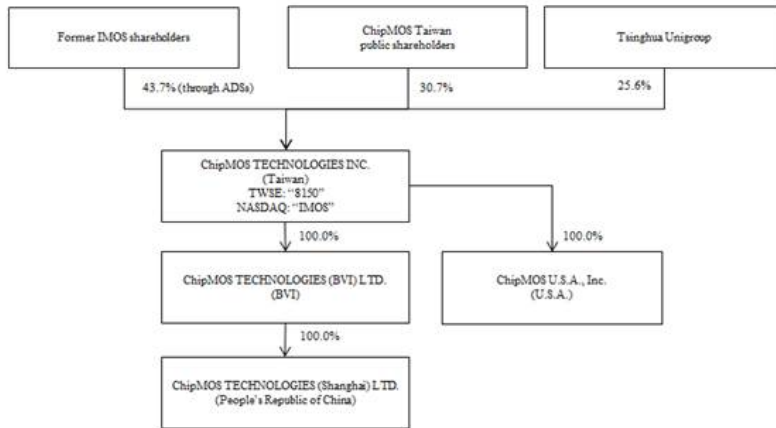 Former IMOS shareholders
ChipMOS Taiwan
public shareholders
Tsinghua Unigroup
43.7% (through ADSs)
30.7%
25.6%
ChipMOS TECHNOLOGIES INC.
(Taiwan)
TWSE: “8150”
NASDAQ: “IMOS”
100.0%
100.0%
ChipMOS TECHNOLOGIES (BVI) LTD.
(BVI)
ChipMOS U.S.A., Inc.
(U.S.A.)
100.0%
ChipMOS TECHNOLOGIES (Shanghai) LTD.
(People’s Republic of China)